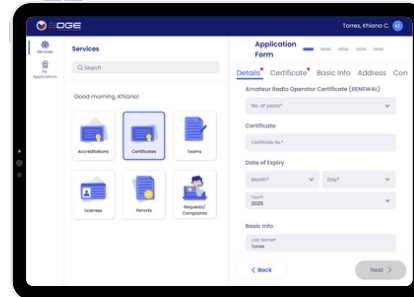 EDGE
Torres, Khiana C.
Services
My Applications
Services
Search
Good morning, Khiana!
Accreditations
Certificates
Exams
Licenses
Permits
Requests/
Complaints
Application
Form
Details* Certificate* Basic Info Address Con
Amateur Radio Operator Certificate (RENEWAL)
No. of years*
Certificate
Certificate No.*
Date of Expiry
Month* Day*
Year*
2025
Basic Info
Last Name*
Torres
Back Next